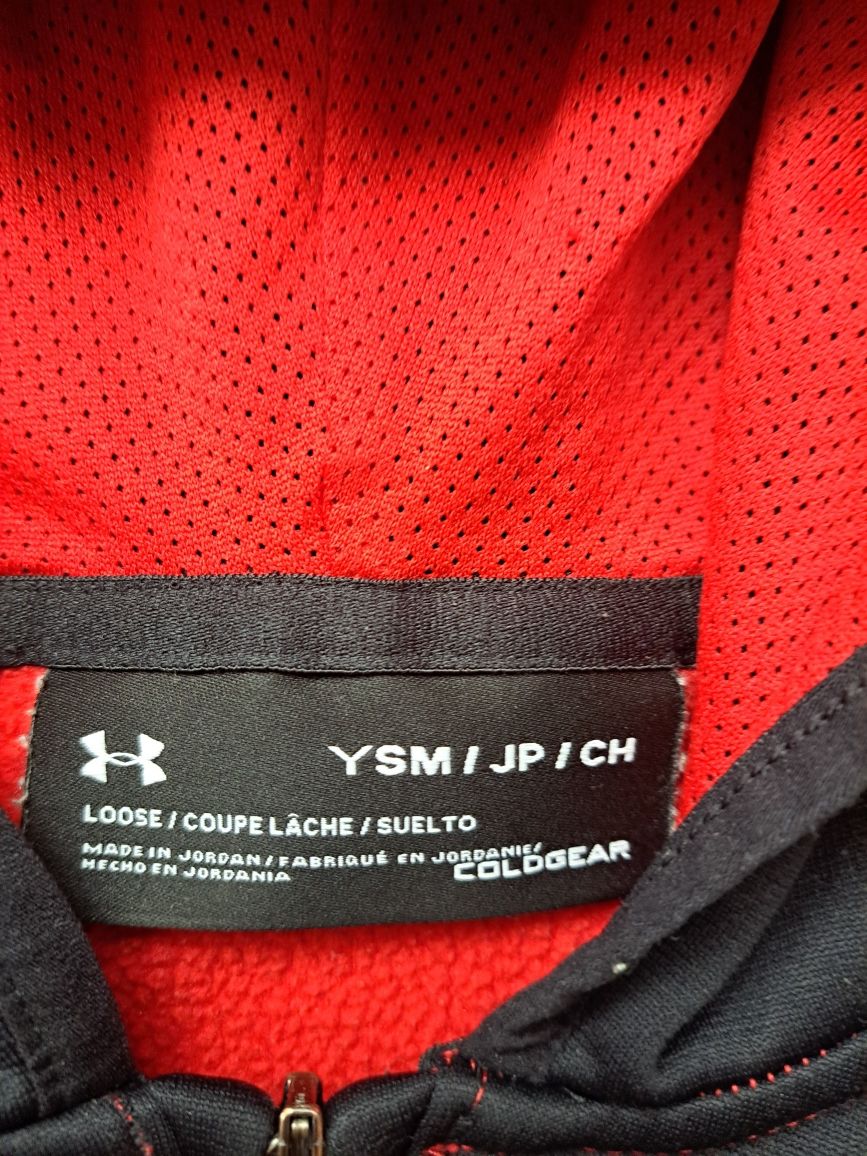 YSM / JP / CH
LOOSE / COUPE LÂCHE / SUELTO
MADE IN JORDAN / FABRIQUÉ EN JORDANIE/
HECHO EN JORDANIA
COLDGEAR